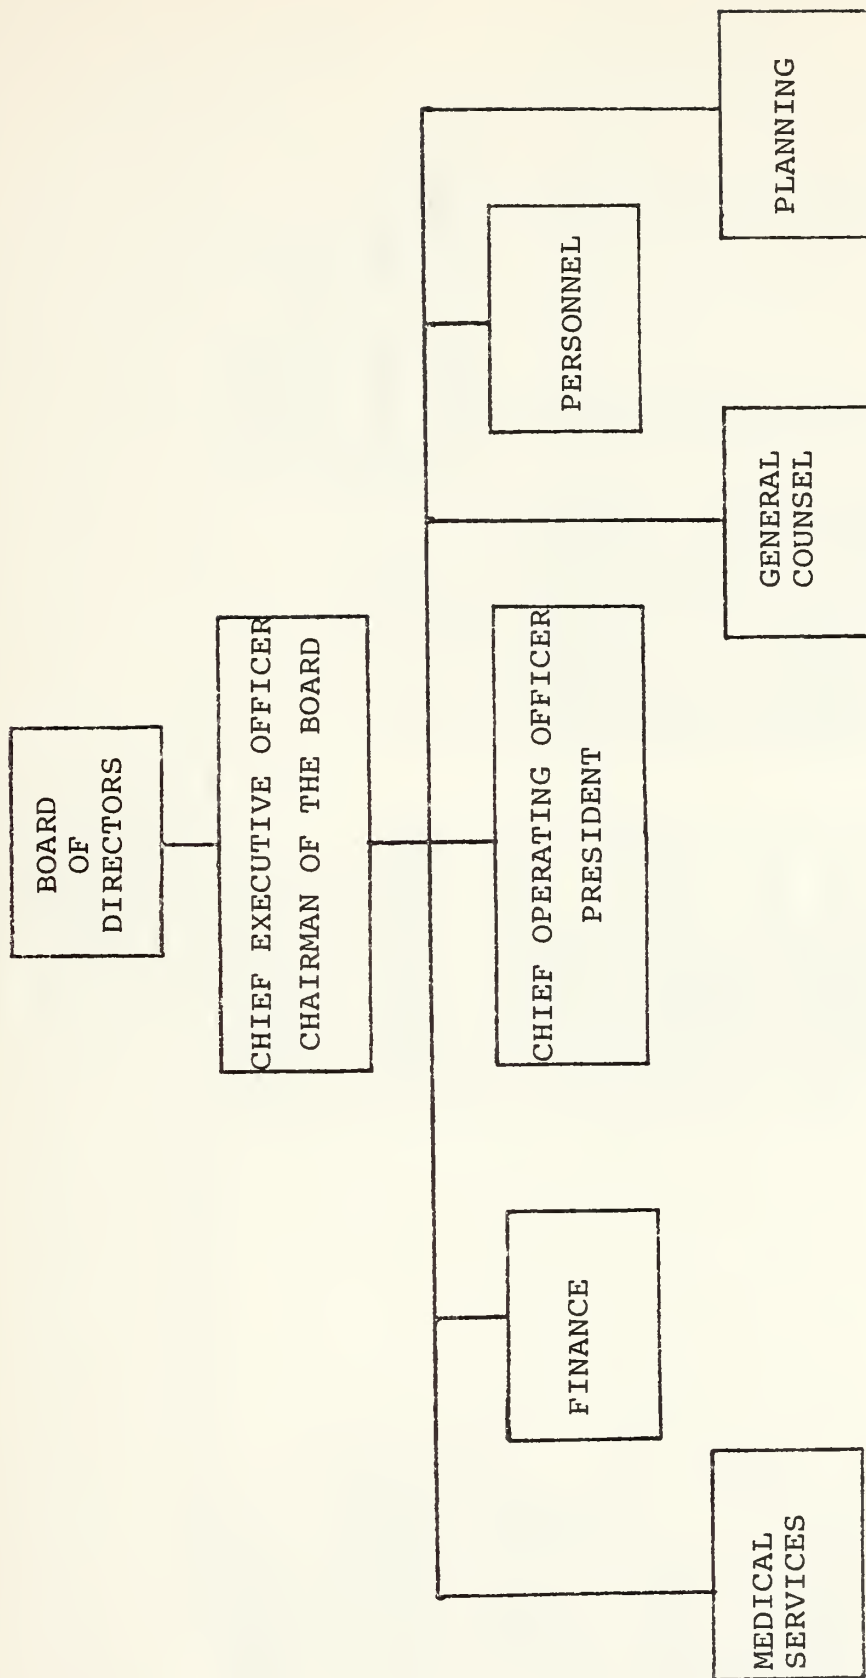 BOARD
OF
DIRECTORS
CHIEF EXECUTIVE OFFICER
CHAIRMAN OF THE BOARD
CHIEF OPERATING OFFICER
PRESIDENT
MEDICAL
SERVICES
FINANCE
GENERAL
COUNSEL
PERSONNEL
PLANNING